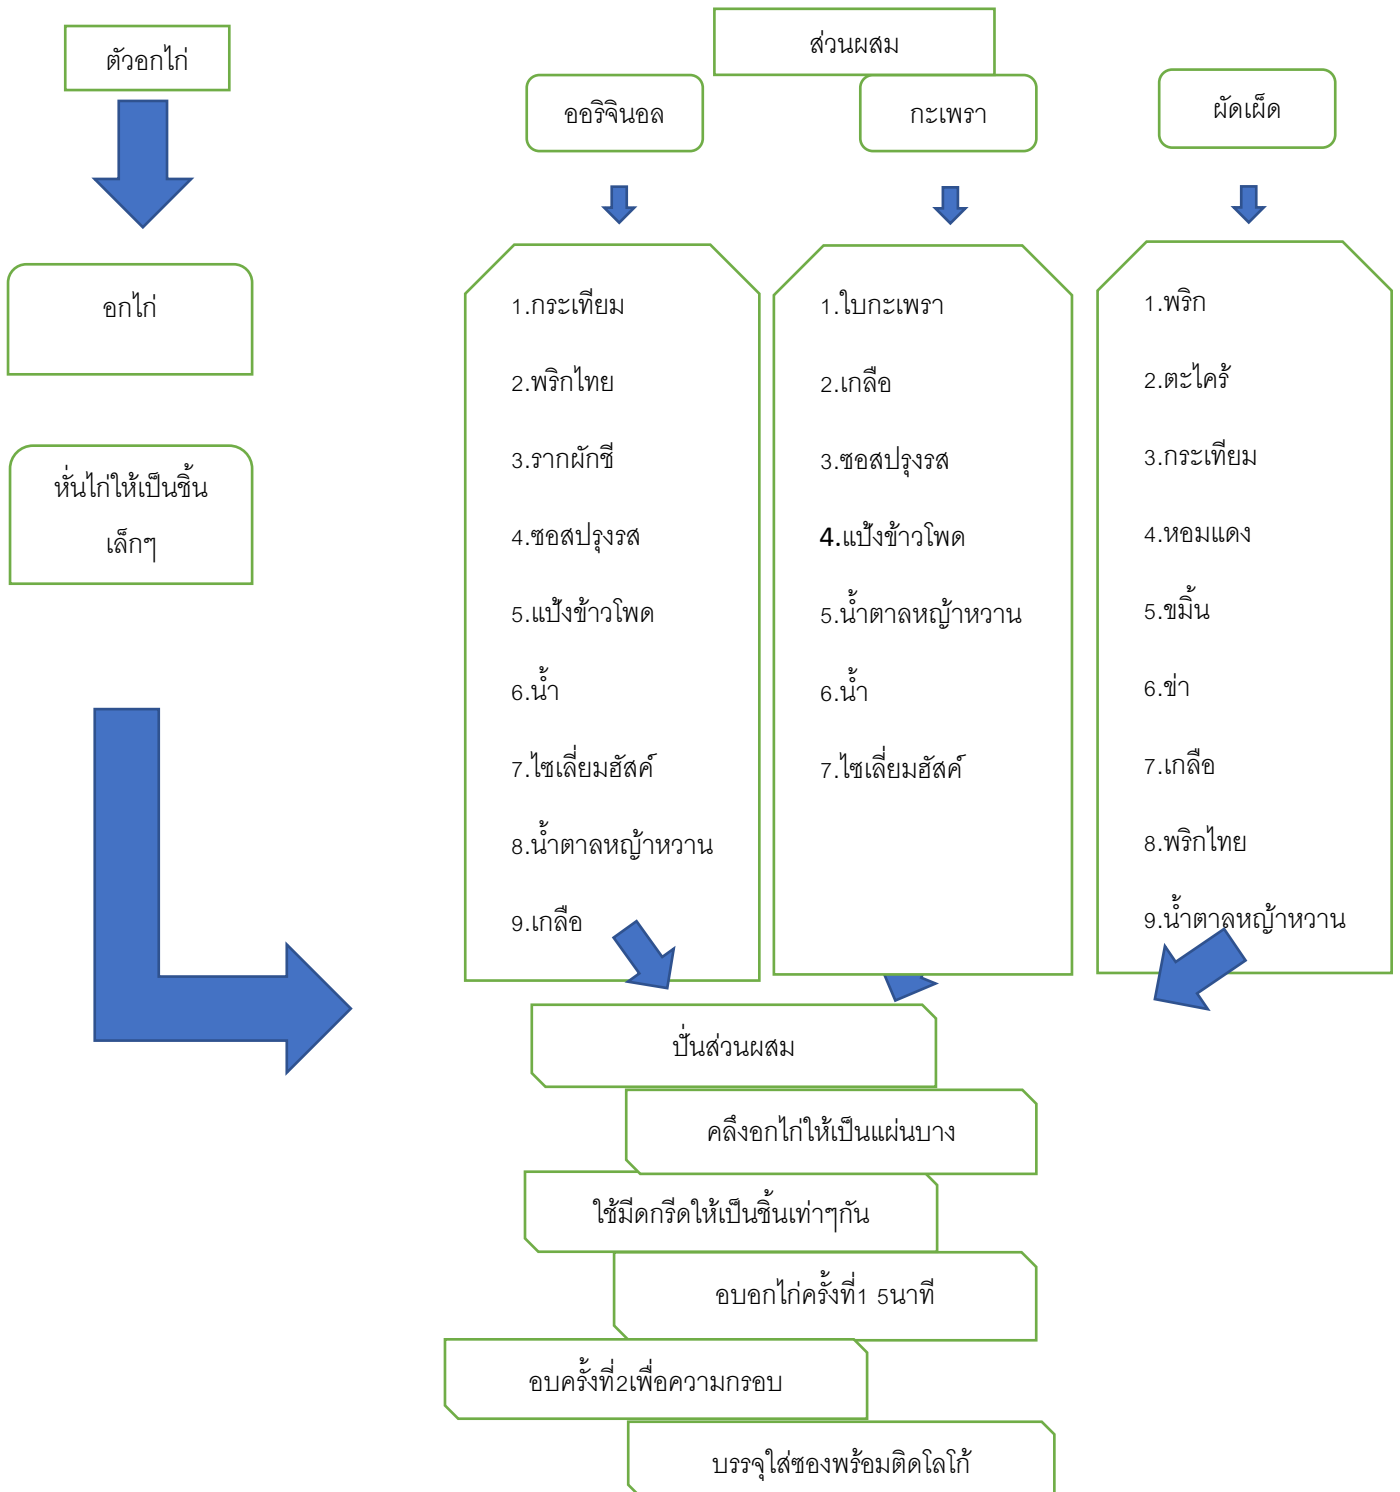 ตัวอกไก่
อกไก่
หั่นไก่ให้เป็นชิ้น
เล็กๆ
ส่วนผสม
ออริจินอล
1.กระเทียม
2.พริกไทย
3.รากผักชี
4.ซอสปรุงรส
5.แป้งข้าวโพด
6.น้ำ
7.ไซเลี่ยมฮัสค์
8.น้ำตาลหญ้าหวาน
9.เกลือ
กะเพรา
1.ใบกะเพรา
2.เกลือ
3.ซอสปรุงรส
4.แป้งข้าวโพด
5.น้ำตาลหญ้าหวาน
6.น้ำ
7.ไซเลี่ยมฮัสค์
ผัดเผ็ด
1.พริก
2.ตะไคร้
3.กระเทียม
4.หอมแดง
5.ขมิ้น
6.ข่า
7.เกลือ
8.พริกไทย
9.น้ำตาลหญ้าหวาน
ปั่นส่วนผสม
คลึงอกไก่ให้เป็นแผ่นบาง
ใช้มีดกรีดให้เป็นชิ้นเท่าๆกัน
อบอกไก่ครั้งที่1 5นาที
อบครั้งที่2เพื่อความกรอบ
บรรจุใส่ซองพร้อมติดโลโก้